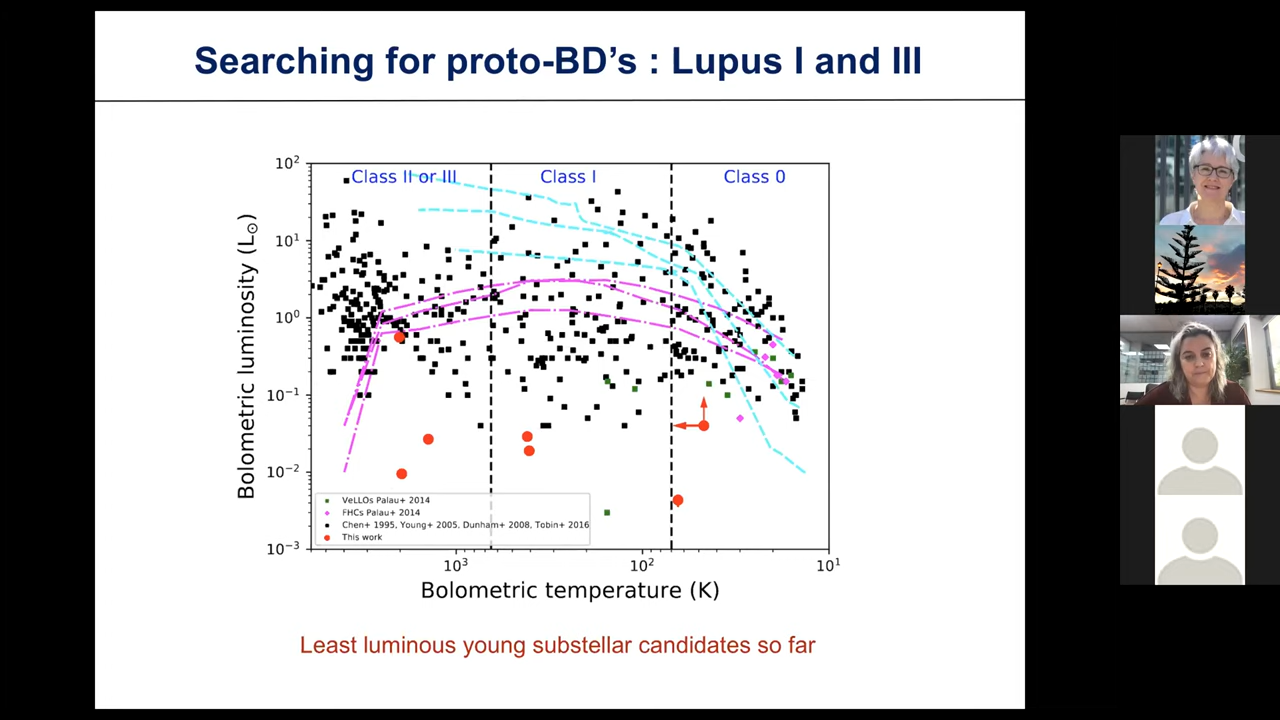 Searching for proto-BD's : Lupus I and III
10²
10¹
10⁰
10⁻¹
10⁻²
10⁻³
Bolometric luminosity (L☉)
Class II or III
Class I
Class 0
VeLLOs Palau+ 2014
FHCs Palau+ 2014
Chen+ 1995, Young+ 2005, Dunham+ 2008, Tobin+ 2016
This work
10³
10²
10¹
Bolometric temperature (K)
Least luminous young substellar candidates so far